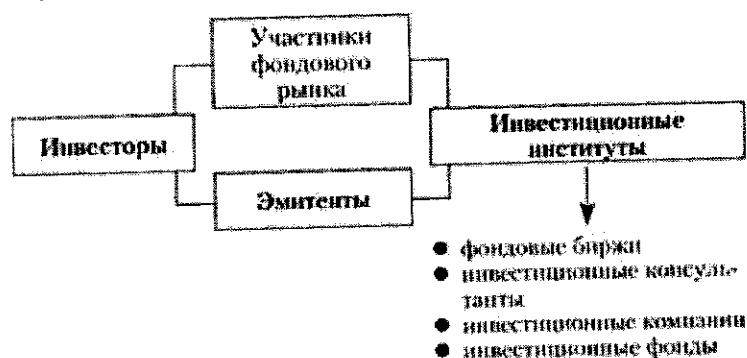 Участники
фондового
рынка
Инвесторы
Инвестиционные
институты
Эмитенты
● фондовые биржи
● инвестиционные консуль-
танты
● инвестиционные компании
● инвестиционные фонды